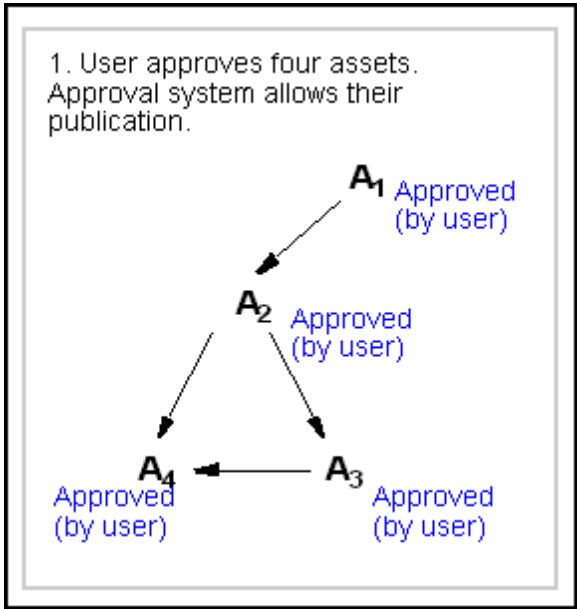 1. User approves four assets.
Approval system allows their
publication.
A1 Approved
(by user)
A2 Approved
(by user)
A4 A3
Approved Approved
(by user) (by user)